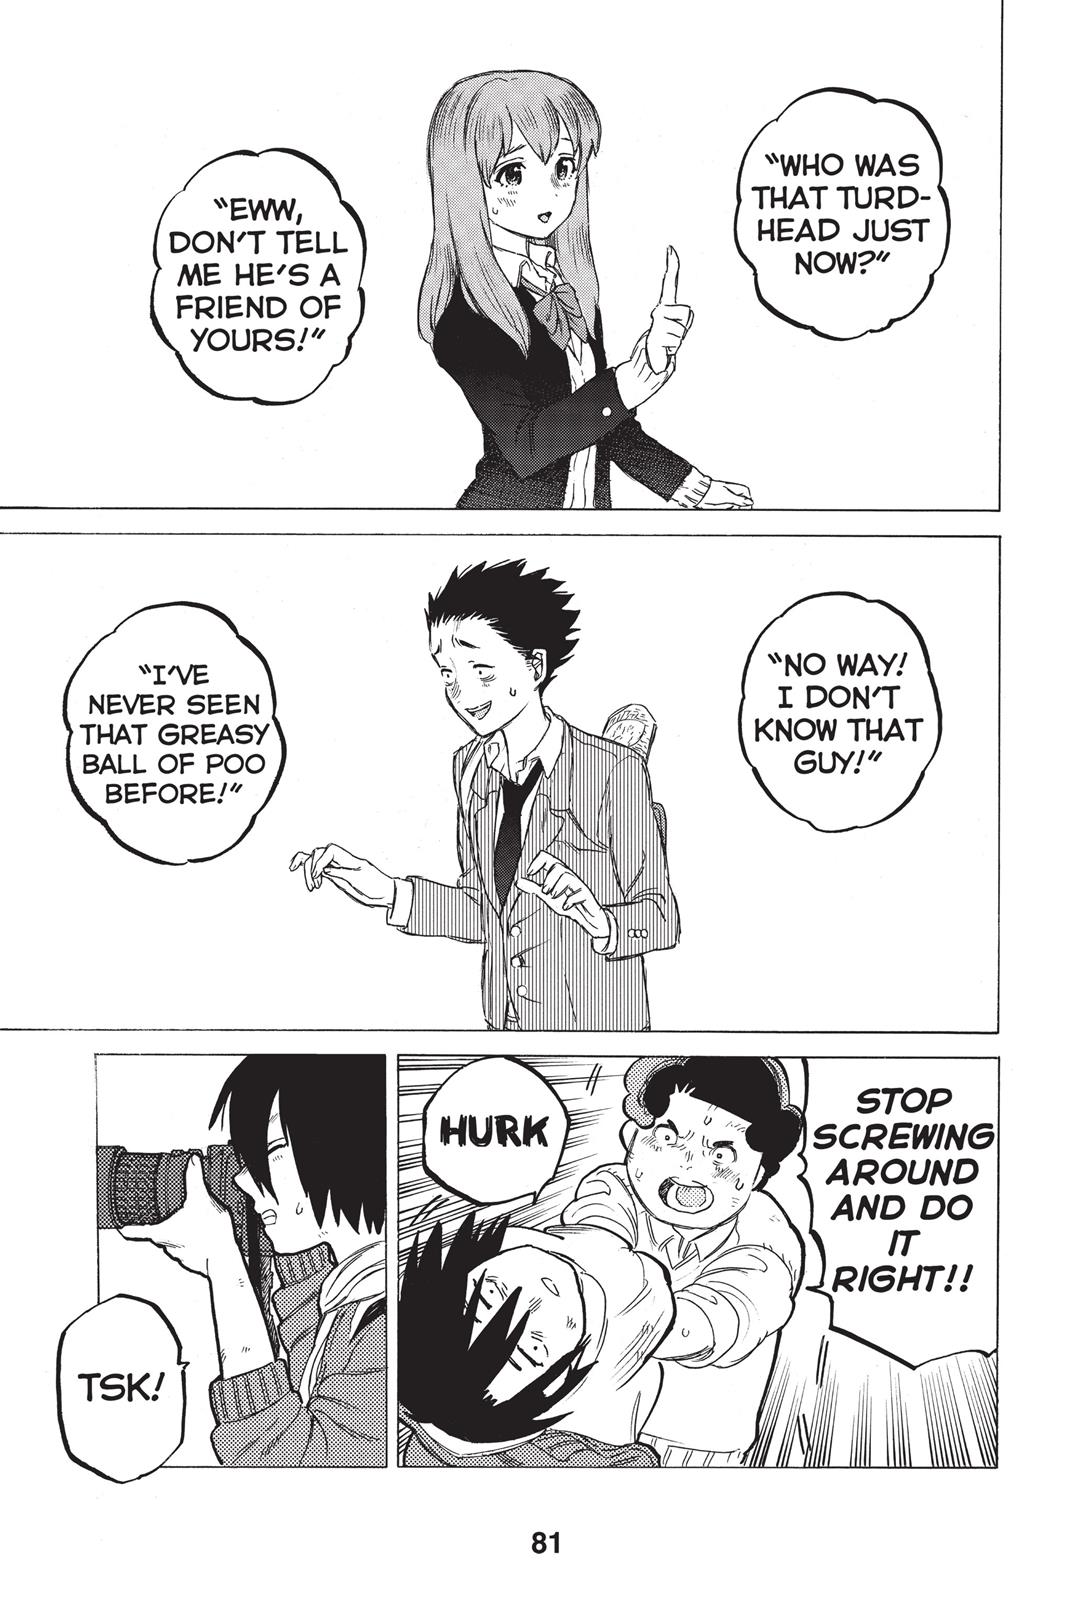 "WHO WAS
THAT TURD-
HEAD JUST
NOW?"
"EWW,
DON'T TELL
ME HE'S A
FRIEND OF
YOURS!"
"NO WAY!
I DON'T
KNOW THAT
GUY!"
"I'VE
NEVER SEEN
THAT GREASY
BALL OF POO
BEFORE!"
STOP
SCREWING
AROUND
AND DO
IT
RIGHT!!
HURK
TSK!
81